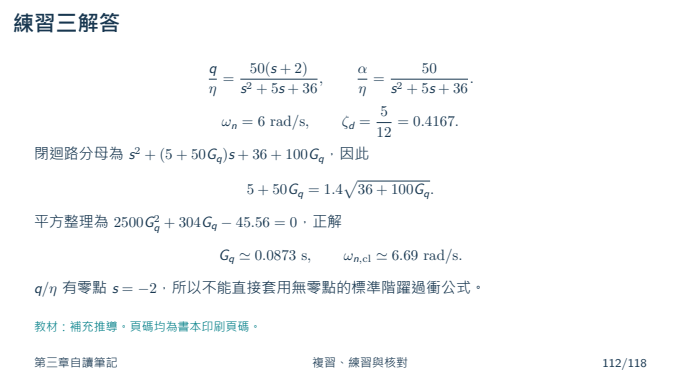 練習三解答
q/η = 50(s + 2)/(s² + 5s + 36), α/η = 50/(s² + 5s + 36).
ωₙ = 6 rad/s, ζ_d = 5/12 = 0.4167.
閉迴路分母為 s² + (5 + 50G_q)s + 36 + 100G_q，因此
5 + 50G_q = 1.4√(36 + 100G_q).
平方整理為 2500G_q² + 304G_q − 45.56 = 0，正解
G_q ≃ 0.0873 s, ω_{n,cl} ≃ 6.69 rad/s.
q/η 有零點 s = −2，所以不能直接套用無零點的標準階躍過衝公式。
教材：補充推導。頁碼均為書本印刷頁碼。
第三章自讀筆記 複習、練習與核對 112/118